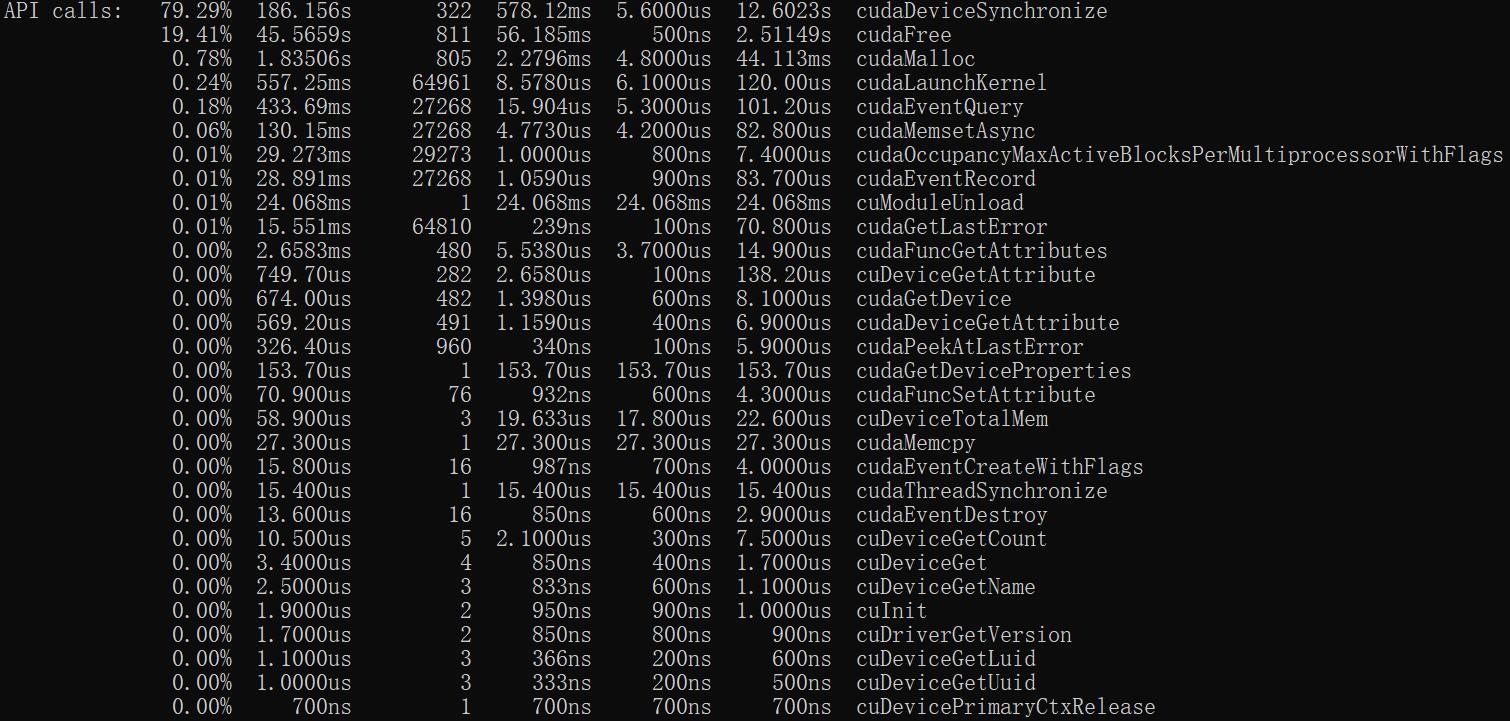 API calls: 79.29% 186.156s 322 578.12ms 5.6000us 12.6023s cudaDeviceSynchronize
19.41% 45.5659s 811 56.185ms 500ns 2.51149s cudaFree
0.78% 1.83506s 805 2.2796ms 4.8000us 44.113ms cudaMalloc
0.24% 557.25ms 64961 8.5780us 6.1000us 120.00us cudaLaunchKernel
0.18% 433.69ms 27268 15.904us 5.3000us 101.20us cudaEventQuery
0.06% 130.15ms 27268 4.7730us 4.2000us 82.800us cudaMemsetAsync
0.01% 29.273ms 29273 1.0000us 800ns 7.4000us cudaOccupancyMaxActiveBlocksPerMultiprocessorWithFlags
0.01% 28.891ms 27268 1.0590us 900ns 83.700us cudaEventRecord
0.01% 24.068ms 1 24.068ms 24.068ms 24.068ms cuModuleUnload
0.01% 15.551ms 64810 239ns 100ns 70.800us cudaGetLastError
0.00% 2.6583ms 480 5.5380us 3.7000us 14.900us cudaFuncGetAttributes
0.00% 749.70us 282 2.6580us 100ns 138.20us cuDeviceGetAttribute
0.00% 674.00us 482 1.3980us 600ns 8.1000us cudaGetDevice
0.00% 569.20us 491 1.1590us 400ns 6.9000us cudaDeviceGetAttribute
0.00% 326.40us 960 340ns 100ns 5.9000us cudaPeekAtLastError
0.00% 153.70us 1 153.70us 153.70us 153.70us cudaGetDeviceProperties
0.00% 70.900us 76 932ns 600ns 4.3000us cudaFuncSetAttribute
0.00% 58.900us 3 19.633us 17.800us 22.600us cuDeviceTotalMem
0.00% 27.300us 1 27.300us 27.300us 27.300us cudaMemcpy
0.00% 15.800us 16 987ns 700ns 4.0000us cudaEventCreateWithFlags
0.00% 15.400us 1 15.400us 15.400us 15.400us cudaThreadSynchronize
0.00% 13.600us 16 850ns 600ns 2.9000us cudaEventDestroy
0.00% 10.500us 5 2.1000us 300ns 7.5000us cuDeviceGetCount
0.00% 3.4000us 4 850ns 400ns 1.7000us cuDeviceGet
0.00% 2.5000us 3 833ns 600ns 1.1000us cuDeviceGetName
0.00% 1.9000us 2 950ns 900ns 1.0000us cuInit
0.00% 1.7000us 2 850ns 800ns 900ns cuDriverGetVersion
0.00% 1.1000us 3 366ns 200ns 600ns cuDeviceGetLuid
0.00% 1.0000us 3 333ns 200ns 500ns cuDeviceGetUuid
0.00% 700ns 1 700ns 700ns 700ns cuDevicePrimaryCtxRelease